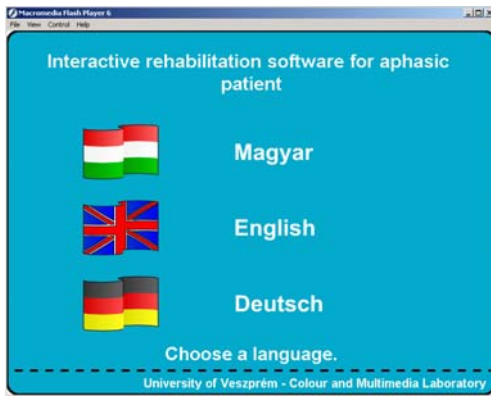 Macromedia Flash Player 6
File View Control Help
Interactive rehabilitation software for aphasic
patient
Magyar
English
Deutsch
Choose a language.
University of Veszprém - Colour and Multimedia Laboratory